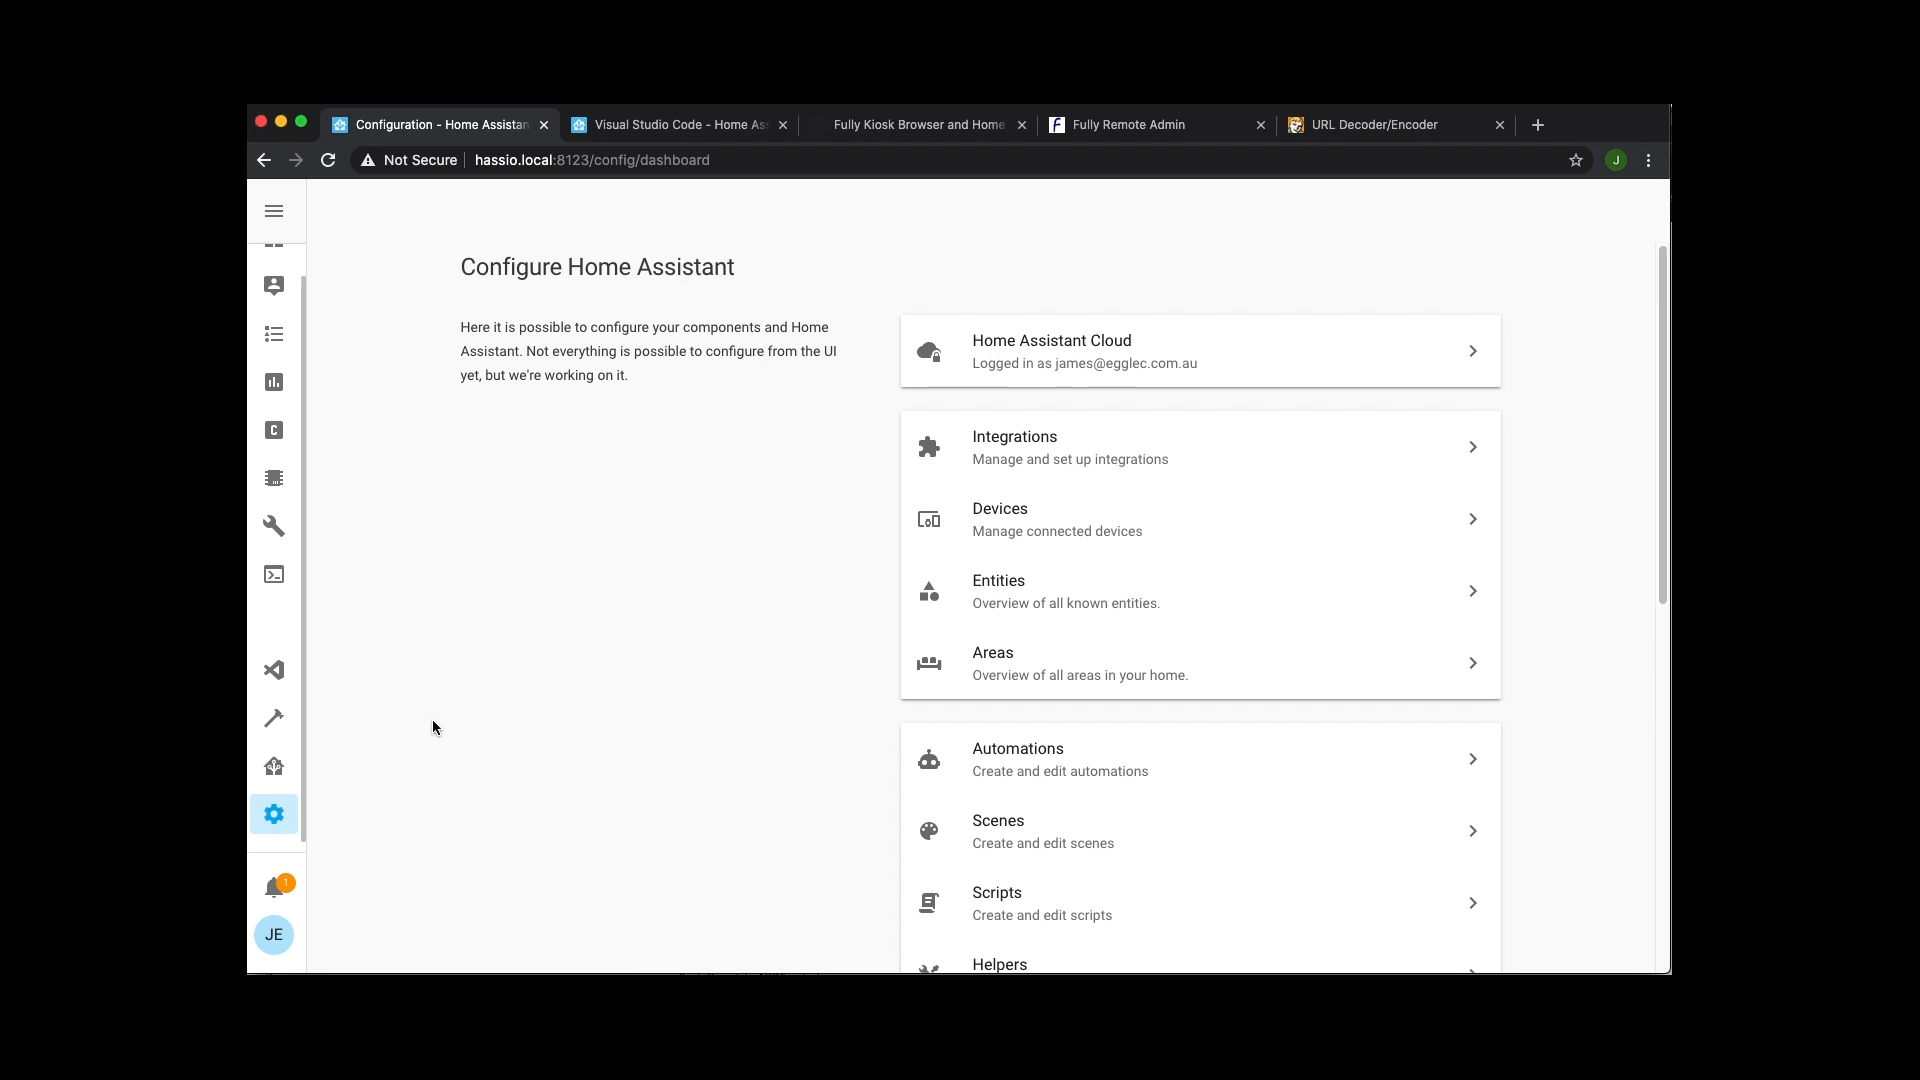 Configuration - Home Assistan
Visual Studio Code - Home As
Fully Kiosk Browser and Home
Fully Remote Admin
URL Decoder/Encoder
Not Secure
hassio.local:8123/config/dashboard
J
Configure Home Assistant
Here it is possible to configure your components and Home
Assistant. Not everything is possible to configure from the UI
yet, but we're working on it.
Home Assistant Cloud
Logged in as james@egglec.com.au
Integrations
Manage and set up integrations
Devices
Manage connected devices
Entities
Overview of all known entities.
Areas
Overview of all areas in your home.
Automations
Create and edit automations
Scenes
Create and edit scenes
Scripts
Create and edit scripts
Helpers
C
1
JE